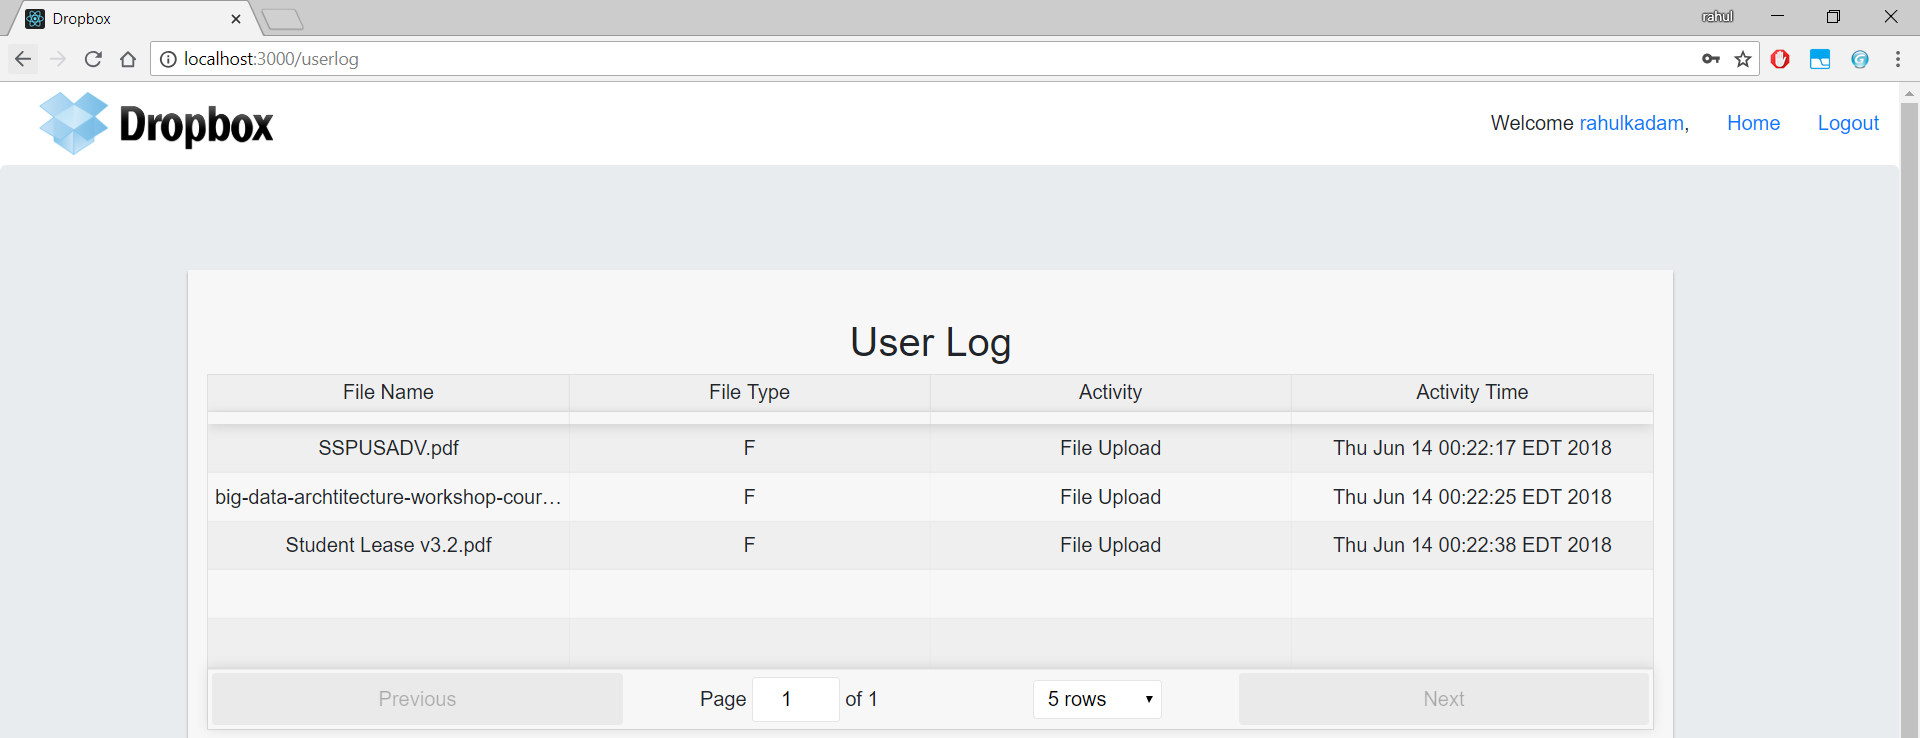 Dropbox
rahul
localhost:3000/userlog
Dropbox
Welcome rahulkadam, Home Logout
User Log
File Name File Type Activity Activity Time
SSPUSADV.pdf F File Upload Thu Jun 14 00:22:17 EDT 2018
big-data-archtitecture-workshop-cour… F File Upload Thu Jun 14 00:22:25 EDT 2018
Student Lease v3.2.pdf F File Upload Thu Jun 14 00:22:38 EDT 2018
Previous Page 1 of 1 5 rows Next